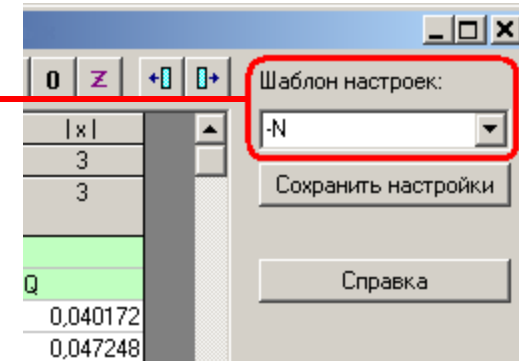 0 Z
Шаблон настроек:
|x|
-N
3
Сохранить настройки
3
Справка
Q
0,040172
0,047248